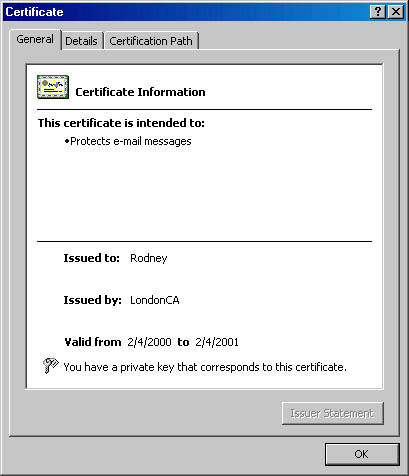 Certificate
General Details Certification Path
Certificate Information
This certificate is intended to:
•Protects e-mail messages
Issued to: Rodney
Issued by: LondonCA
Valid from 2/4/2000 to 2/4/2001
You have a private key that corresponds to this certificate.
Issuer Statement
OK